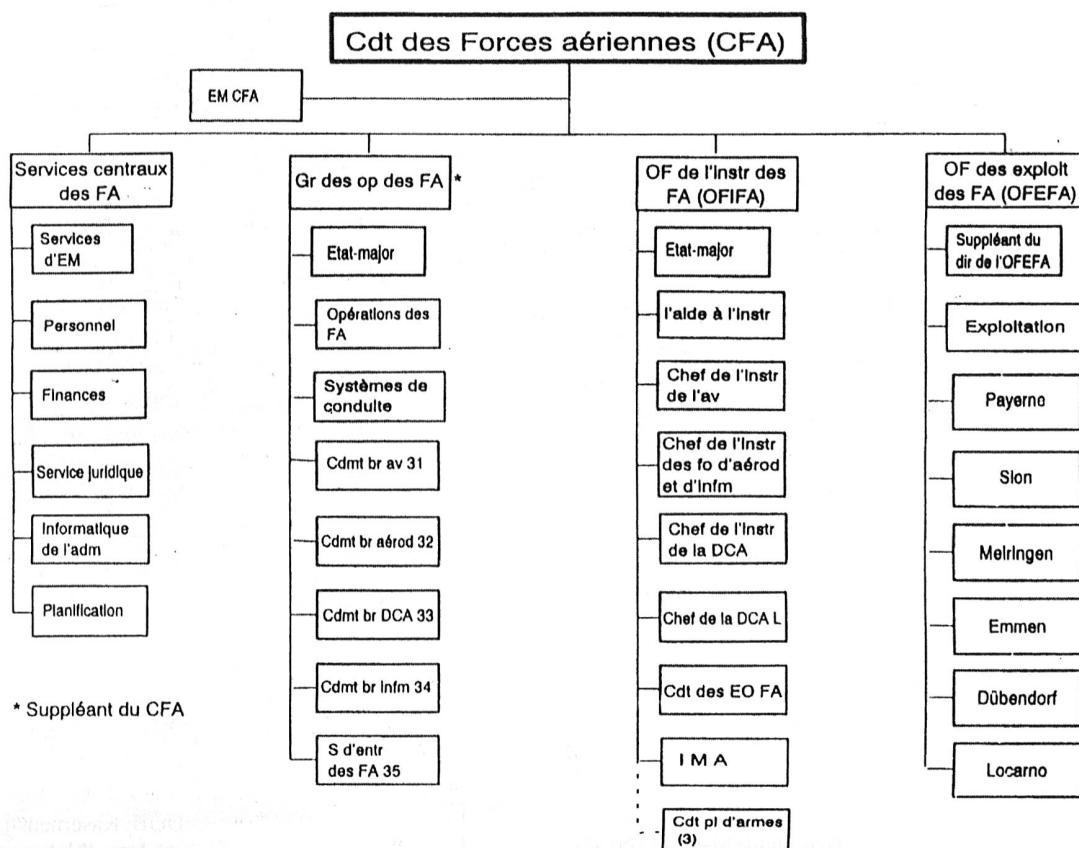 Cdt des Forces aériennes (CFA)
EM CFA
Services centraux
des FA
Services
d'EM
Personnel
Finances
Service juridique
Informatique
de l'adm
Planification
* Suppléant du CFA
Gr des op des FA *
Etat-major
Opérations des
FA
Systèmes de
conduite
Cdmt br av 31
Cdmt br aérod 32
Cdmt br DCA 33
Cdmt br Infm 34
S d'entr
des FA 35
OF de l'Instr des
FA (OFIFA)
Etat-major
l'aide à l'Instr
Chef de l'Instr
de l'av
Chef de l'Instr
des fo d'aérod
et d'Infm
Chef de l'Instr
de la DCA
Chef de la DCA L
Cdt des EO FA
I M A
Cdt pl d'armes
(3)
OF des exploit
des FA (OFEFA)
Suppléant du
dir de l'OFEFA
Exploitation
Payerne
Sion
Meiringen
Emmen
Dübendorf
Locarno